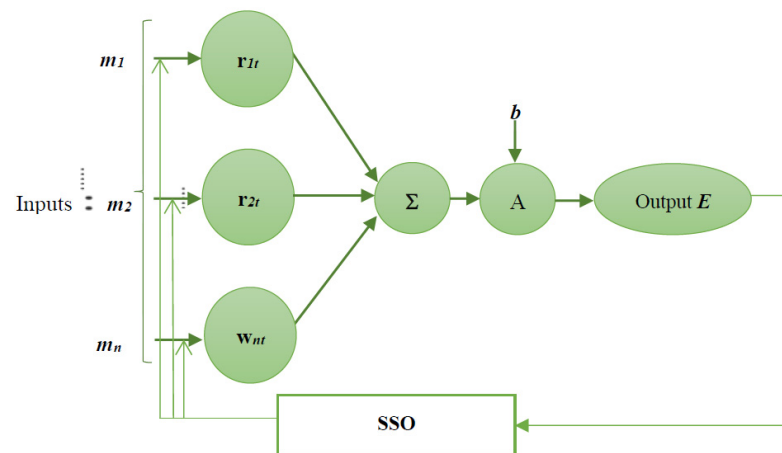 m1
r1t
b
Inputs
m2
r2t
Σ
A
Output E
mn
wnt
SSO